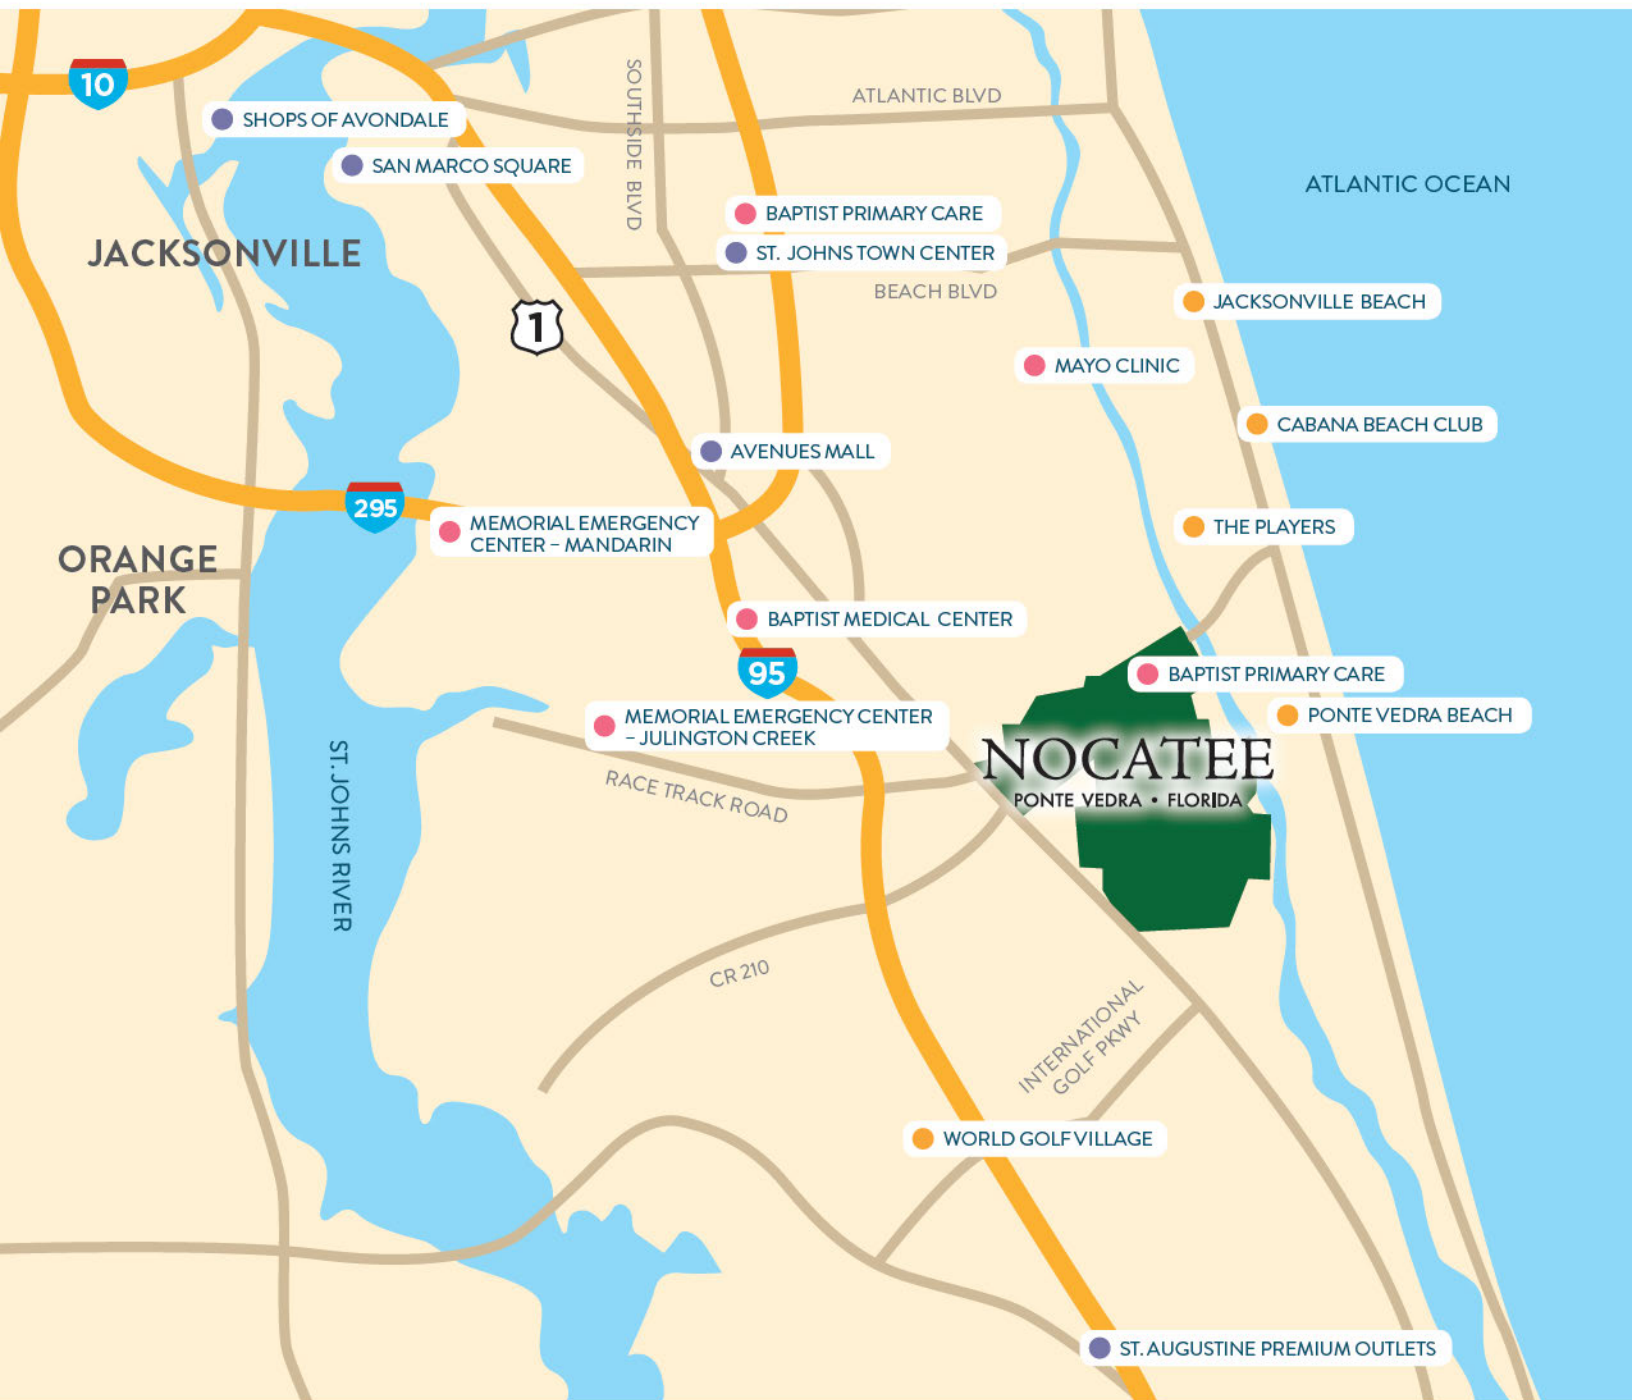 10
SHOPS OF AVONDALE
SAN MARCO SQUARE
SOUTHSIDE BLVD
ATLANTIC BLVD
ATLANTIC OCEAN
BAPTIST PRIMARY CARE
ST. JOHNS TOWN CENTER
JACKSONVILLE
BEACH BLVD
JACKSONVILLE BEACH
1
MAYO CLINIC
CABANA BEACH CLUB
AVENUES MALL
295
MEMORIAL EMERGENCY
CENTER – MANDARIN
THE PLAYERS
ORANGE
PARK
BAPTIST MEDICAL CENTER
95
BAPTIST PRIMARY CARE
PONTE VEDRA BEACH
MEMORIAL EMERGENCY CENTER
– JULINGTON CREEK
NOCATEE
PONTE VEDRA • FLORIDA
RACE TRACK ROAD
ST. JOHNS RIVER
CR 210
INTERNATIONAL
GOLF PKWY
WORLD GOLF VILLAGE
ST. AUGUSTINE PREMIUM OUTLETS